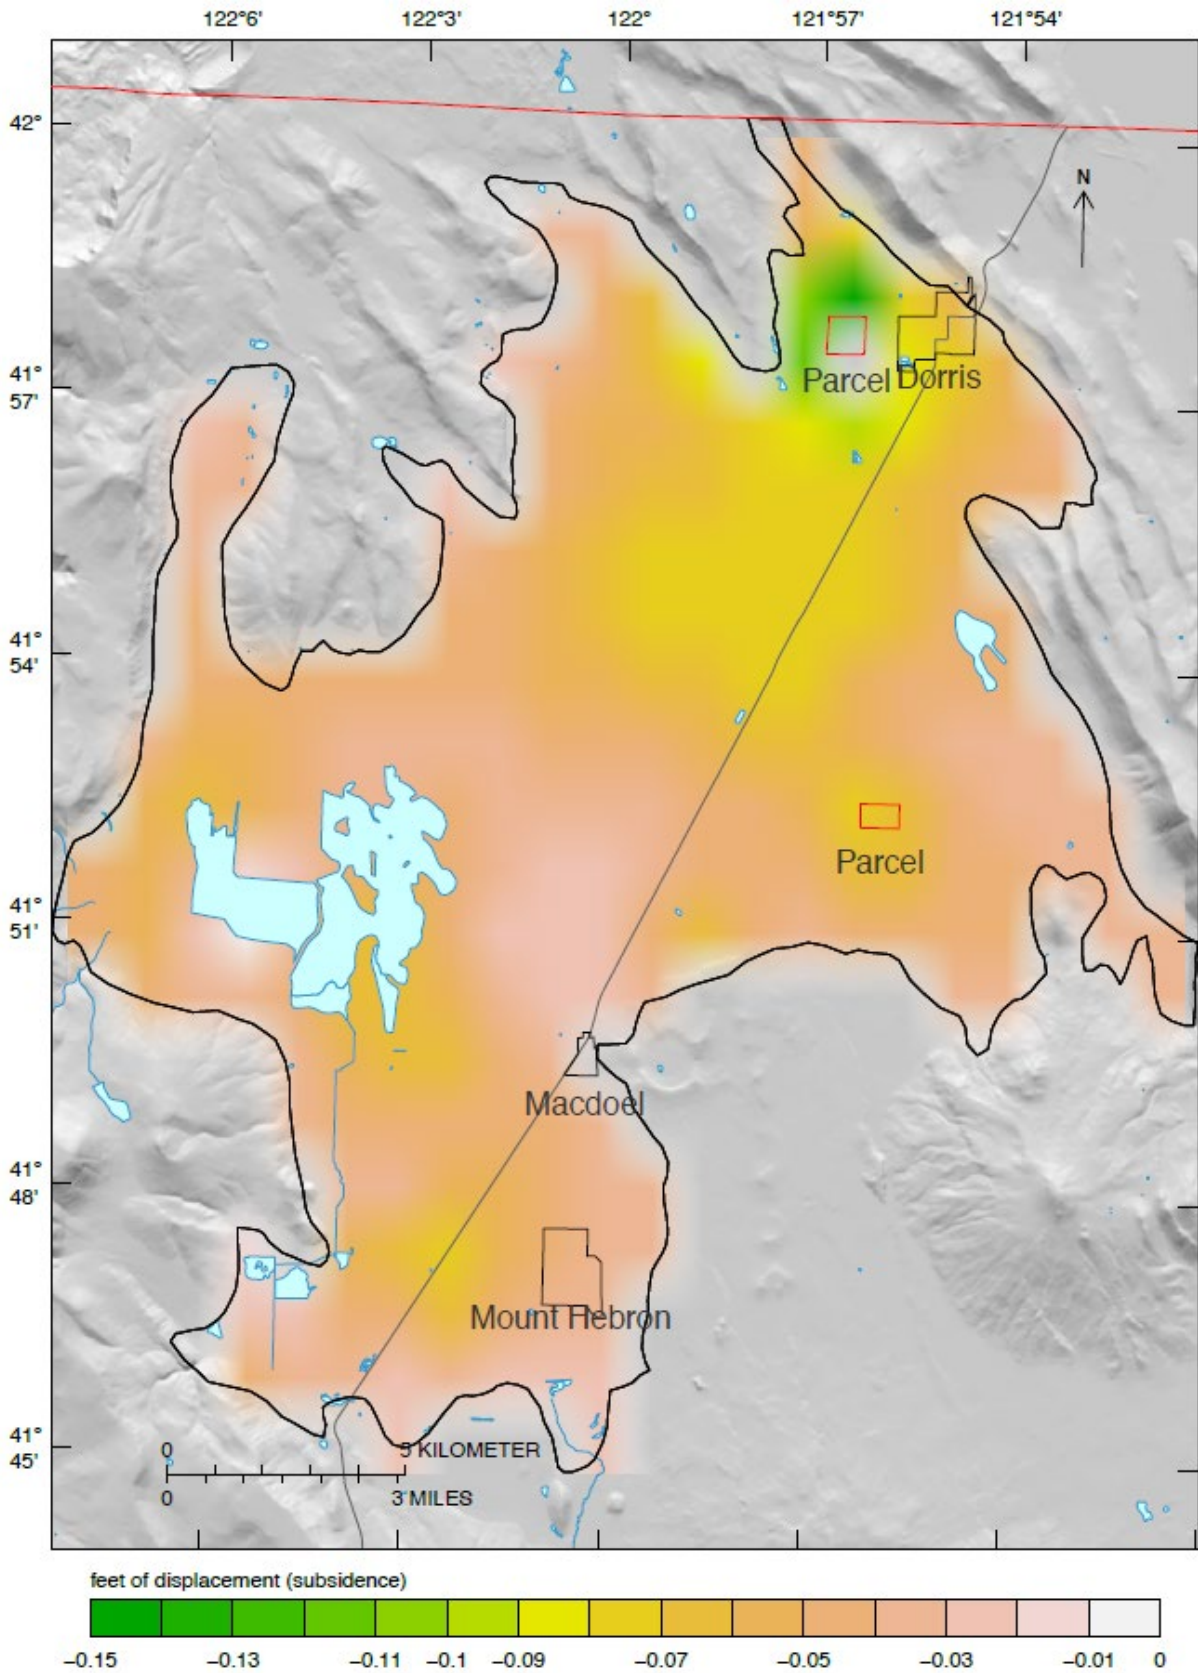 122°6' 122°3' 122° 121°57' 121°54'
42°
N
41°
57'
Parcel Dorris
41°
54'
Parcel
41°
51'
Macdoel
41°
48'
Mount Hebron
41°
45'
0 5 KILOMETER
0 3 MILES
feet of displacement (subsidence)
−0.15 −0.13 −0.11 −0.1 −0.09 −0.07 −0.05 −0.03 −0.01 0